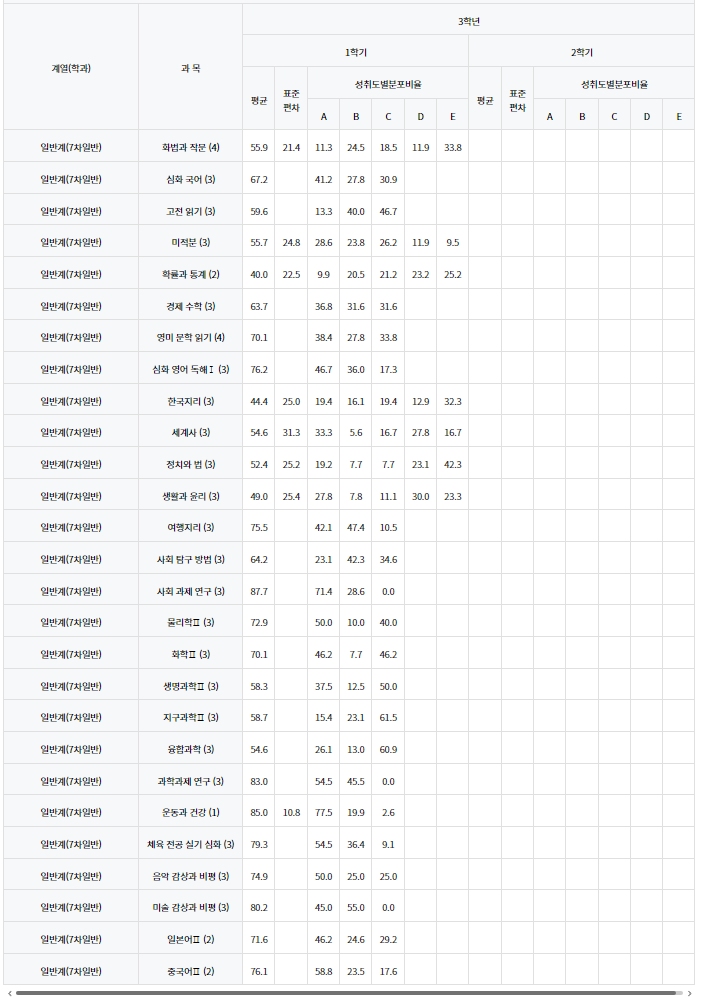 3학년
계열(학과) 과 목 1학기 2학기
평균 표준 편차 성취도별분포비율 평균 표준 편차 성취도별분포비율
A B C D E A B C D E
일반계(7차일반) 화법과 작문 (4) 55.9 21.4 11.3 24.5 18.5 11.9 33.8
일반계(7차일반) 심화 국어 (3) 67.2 41.2 27.8 30.9
일반계(7차일반) 고전 읽기 (3) 59.6 13.3 40.0 46.7
일반계(7차일반) 미적분 (3) 55.7 24.8 28.6 23.8 26.2 11.9 9.5
일반계(7차일반) 확률과 통계 (2) 40.0 22.5 9.9 20.5 21.2 23.2 25.2
일반계(7차일반) 경제 수학 (3) 63.7 36.8 31.6 31.6
일반계(7차일반) 영미 문학 읽기 (4) 70.1 38.4 27.8 33.8
일반계(7차일반) 심화 영어 독해Ⅰ (3) 76.2 46.7 36.0 17.3
일반계(7차일반) 한국지리 (3) 44.4 25.0 19.4 16.1 19.4 12.9 32.3
일반계(7차일반) 세계사 (3) 54.6 31.3 33.3 5.6 16.7 27.8 16.7
일반계(7차일반) 정치와 법 (3) 52.4 25.2 19.2 7.7 7.7 23.1 42.3
일반계(7차일반) 생활과 윤리 (3) 49.0 25.4 27.8 7.8 11.1 30.0 23.3
일반계(7차일반) 여행지리 (3) 75.5 42.1 47.4 10.5
일반계(7차일반) 사회 탐구 방법 (3) 64.2 23.1 42.3 34.6
일반계(7차일반) 사회 과제 연구 (3) 87.7 71.4 28.6 0.0
일반계(7차일반) 물리학Ⅱ (3) 72.9 50.0 10.0 40.0
일반계(7차일반) 화학Ⅱ (3) 70.1 46.2 7.7 46.2
일반계(7차일반) 생명과학Ⅱ (3) 58.3 37.5 12.5 50.0
일반계(7차일반) 지구과학Ⅱ (3) 58.7 15.4 23.1 61.5
일반계(7차일반) 융합과학 (3) 54.6 26.1 13.0 60.9
일반계(7차일반) 과학과제 연구 (3) 83.0 54.5 45.5 0.0
일반계(7차일반) 운동과 건강 (1) 85.0 10.8 77.5 19.9 2.6
일반계(7차일반) 체육 전공 실기 심화 (3) 79.3 54.5 36.4 9.1
일반계(7차일반) 음악 감상과 비평 (3) 74.9 50.0 25.0 25.0
일반계(7차일반) 미술 감상과 비평 (3) 80.2 45.0 55.0 0.0
일반계(7차일반) 일본어Ⅱ (2) 71.6 46.2 24.6 29.2
일반계(7차일반) 중국어Ⅱ (2) 76.1 58.8 23.5 17.6